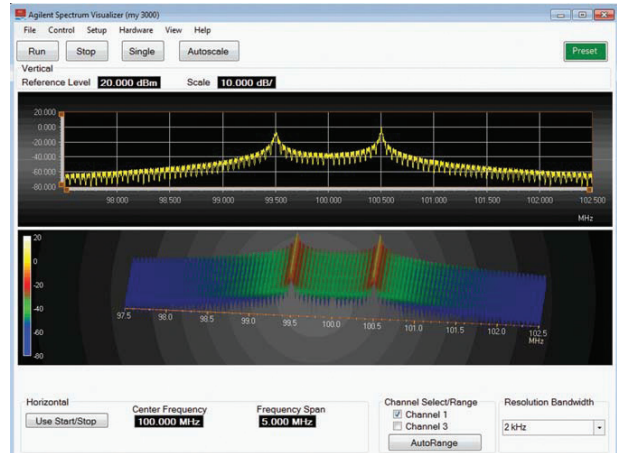 Agilent Spectrum Visualizer (my 3000)
File Control Setup Hardware View Help
Run Stop Single Autoscale Preset
Vertical
Reference Level 20.000 dBm Scale 10.000 dB/
20.000
0.000
-20.000
-40.000
-60.000
-80.000
98.000 98.500 99.000 99.500 100.000 100.500 101.000 101.500 102.000 102.500
MHz
20
0
-20
-40
-60
-80
97.5 98.0 98.5 99.0 99.5 100.0 100.5 101.0 101.5 102.0 102.5
MHz
Horizontal
Use Start/Stop
Center Frequency
100.000 MHz
Frequency Span
5.000 MHz
Channel Select/Range
Channel 1
Channel 3
AutoRange
Resolution Bandwidth
2 kHz